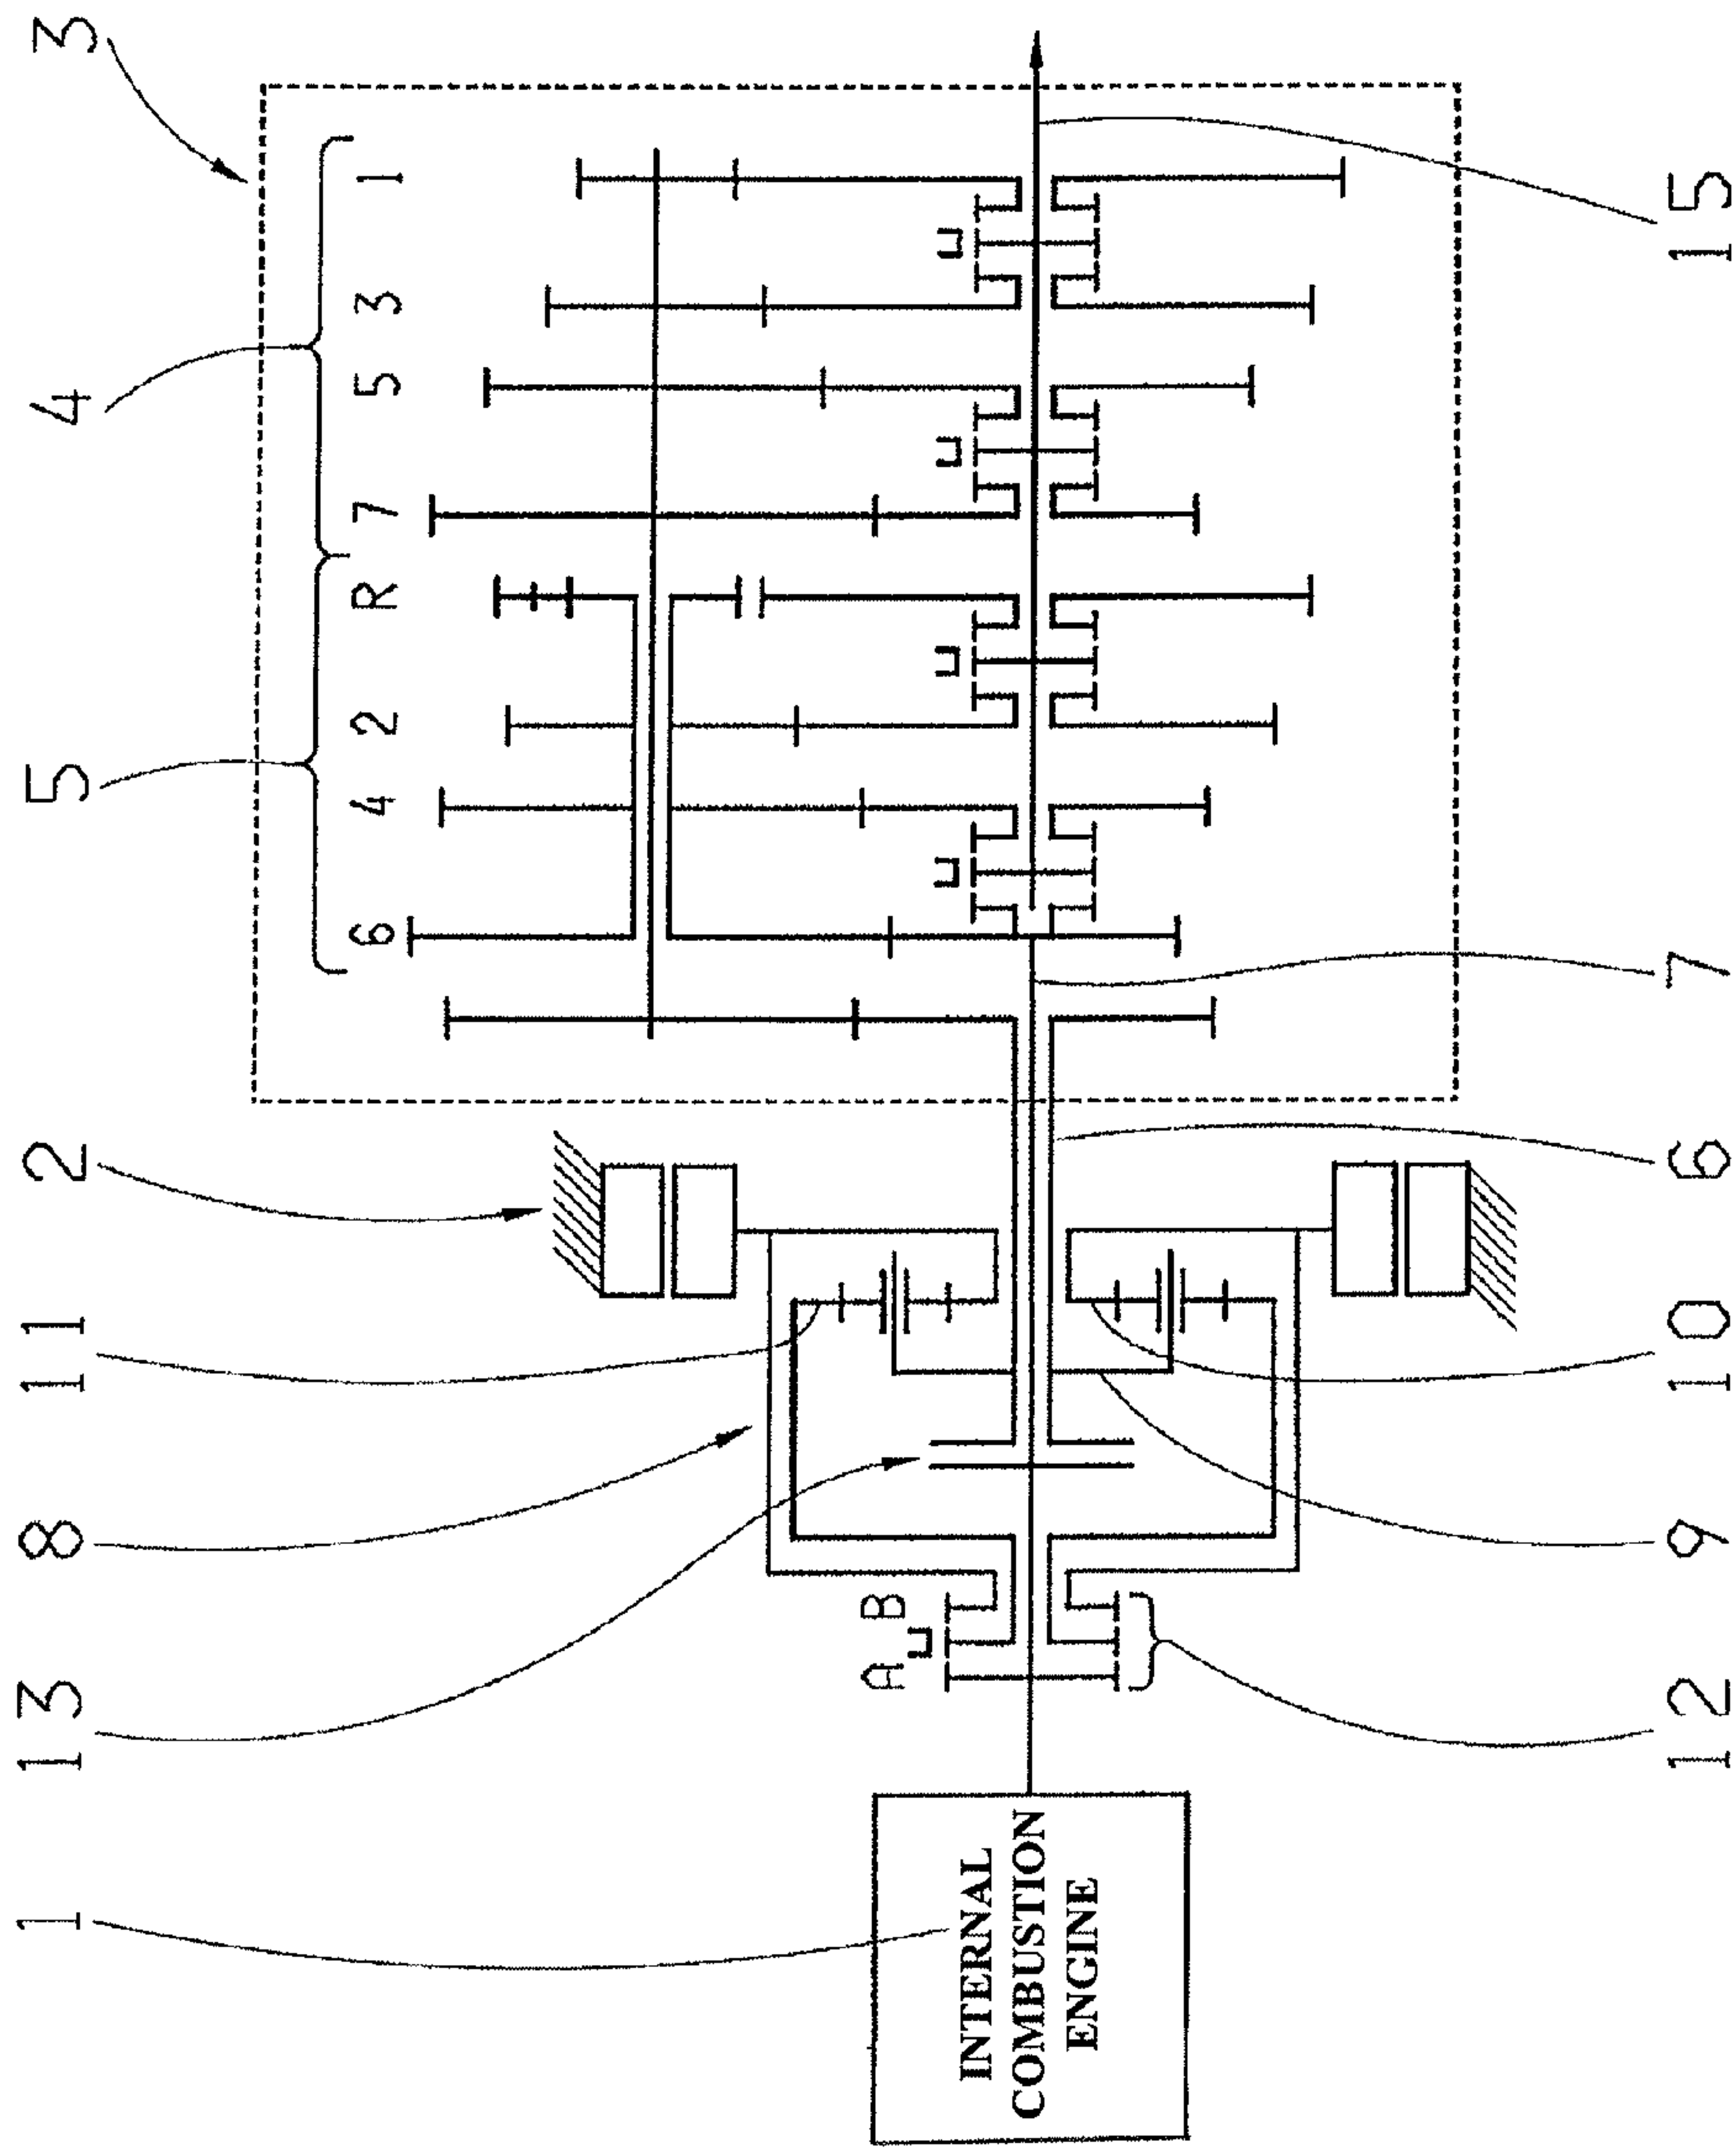 1 13 8 11 2 5 4 3
6 4 2 R 7 5 3 1
A B
INTERNAL
COMBUSTION
ENGINE
12 9 10 6 7 15